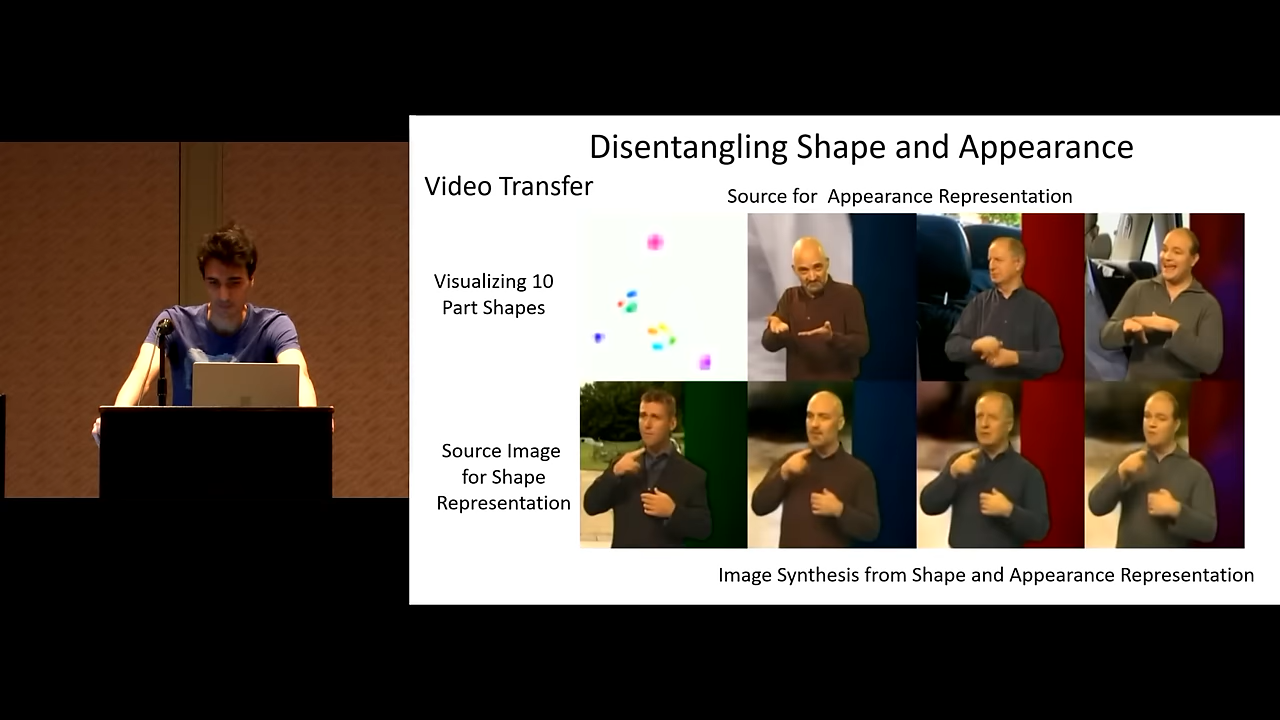 Disentangling Shape and Appearance
Video Transfer
Source for Appearance Representation
Visualizing 10
Part Shapes
Source Image
for Shape
Representation
Image Synthesis from Shape and Appearance Representation